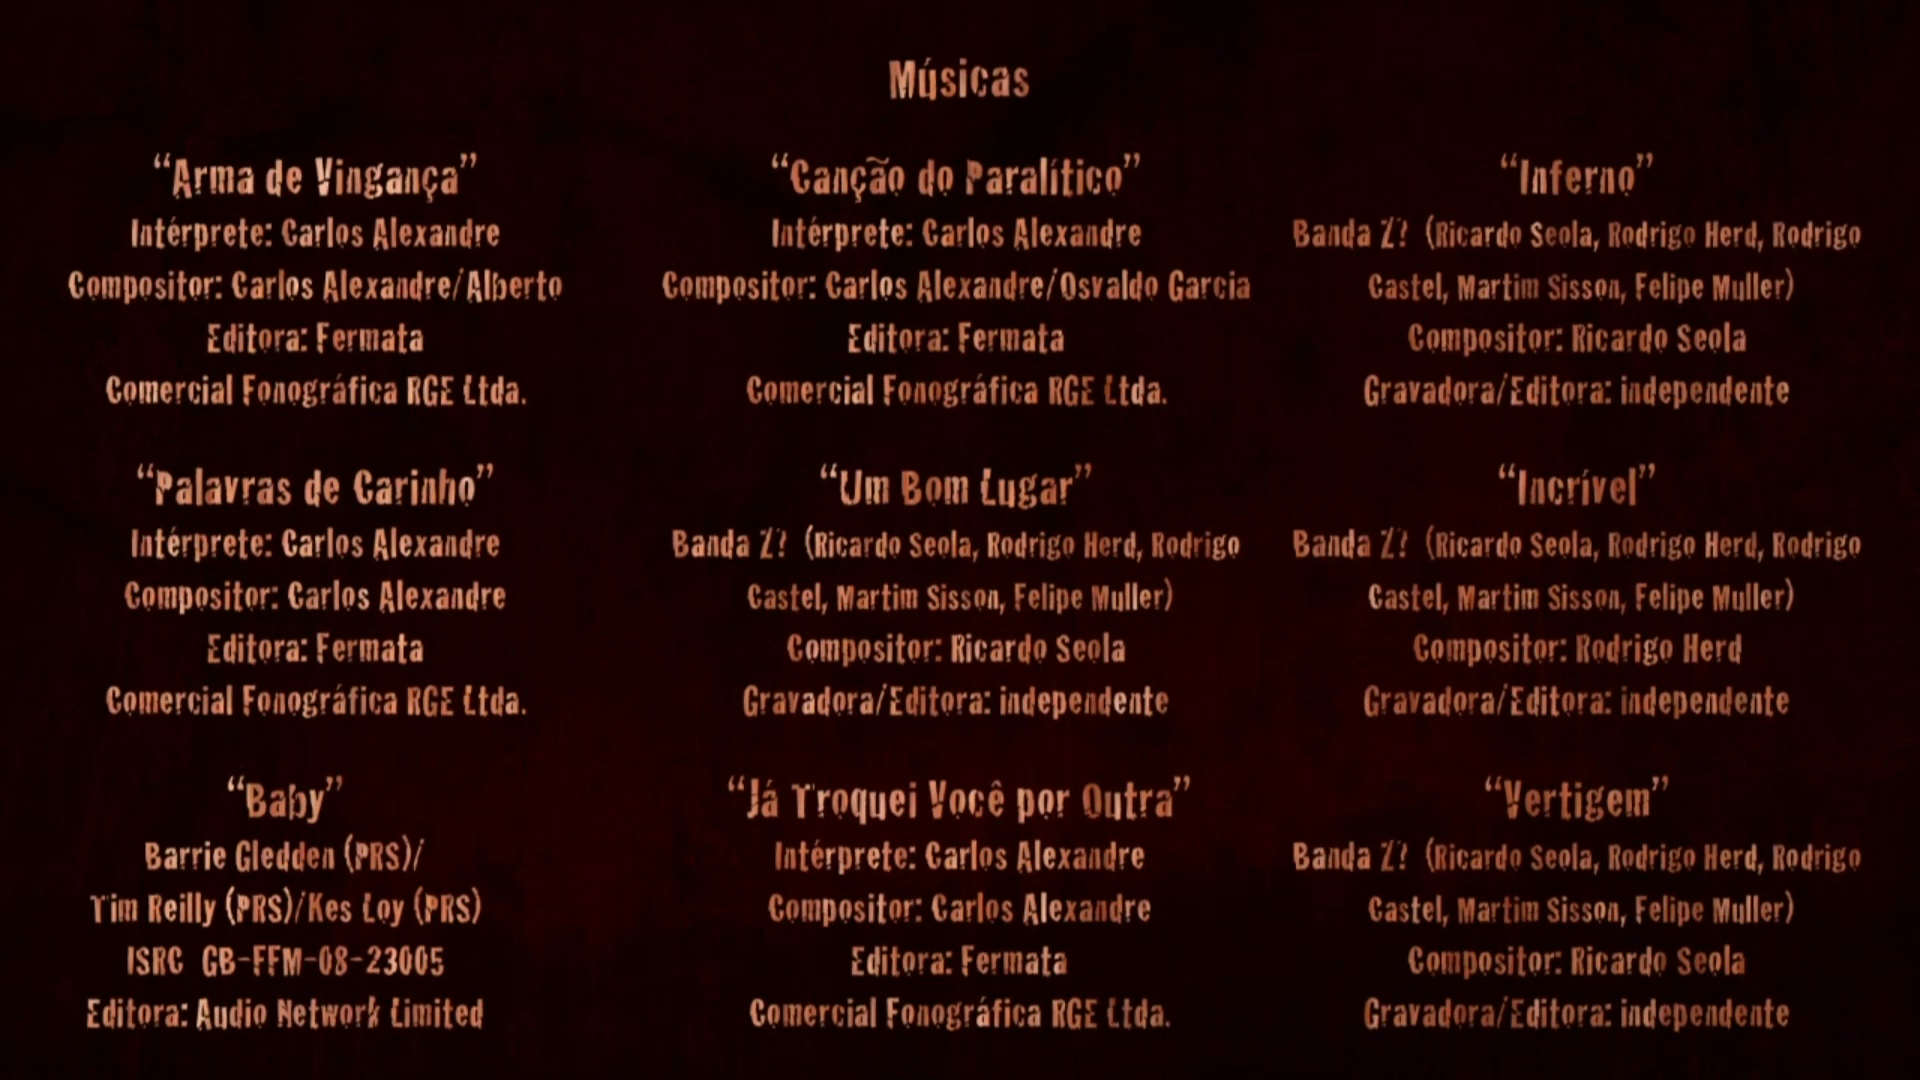 Músicas
“Arma de Vingança”
Intérprete: Carlos Alexandre
Compositor: Carlos Alexandre/Alberto
Editora: Fermata
Comercial Fonográfica RGE Ltda.
“Palavras de Carinho”
Intérprete: Carlos Alexandre
Compositor: Carlos Alexandre
Editora: Fermata
Comercial Fonográfica RGE Ltda.
“Baby”
Barrie Gledden (PRS)/
Tim Reilly (PRS)/Kes Loy (PRS)
ISRC GB-FFM-08-23005
Editora: Audio Network Limited
“Canção do Paralítico”
Intérprete: Carlos Alexandre
Compositor: Carlos Alexandre/Osvaldo Garcia
Editora: Fermata
Comercial Fonográfica RGE Ltda.
“Um Bom Lugar”
Banda Z? (Ricardo Seola, Rodrigo Herd, Rodrigo
Castel, Martim Sisson, Felipe Muller)
Compositor: Ricardo Seola
Gravadora/Editora: independente
“Já Troquei Você por Outra”
Intérprete: Carlos Alexandre
Compositor: Carlos Alexandre
Editora: Fermata
Comercial Fonográfica RGE Ltda.
“Inferno”
Banda Z? (Ricardo Seola, Rodrigo Herd, Rodrigo
Castel, Martim Sisson, Felipe Muller)
Compositor: Ricardo Seola
Gravadora/Editora: independente
“Incrível”
Banda Z? (Ricardo Seola, Rodrigo Herd, Rodrigo
Castel, Martim Sisson, Felipe Muller)
Compositor: Rodrigo Herd
Gravadora/Editora: independente
“Vertigem”
Banda Z? (Ricardo Seola, Rodrigo Herd, Rodrigo
Castel, Martim Sisson, Felipe Muller)
Compositor: Ricardo Seola
Gravadora/Editora: independente